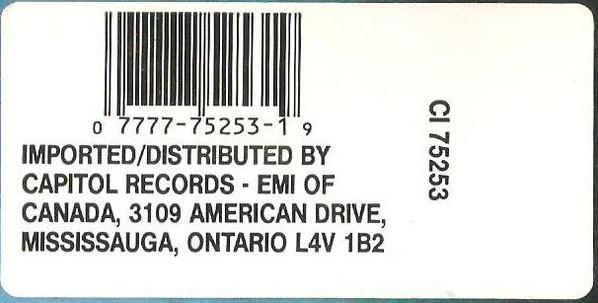 0 7777-75253-1 9
IMPORTED/DISTRIBUTED BY
CAPITOL RECORDS - EMI OF
CANADA, 3109 AMERICAN DRIVE,
MISSISSAUGA, ONTARIO L4V 1B2
CI 75253